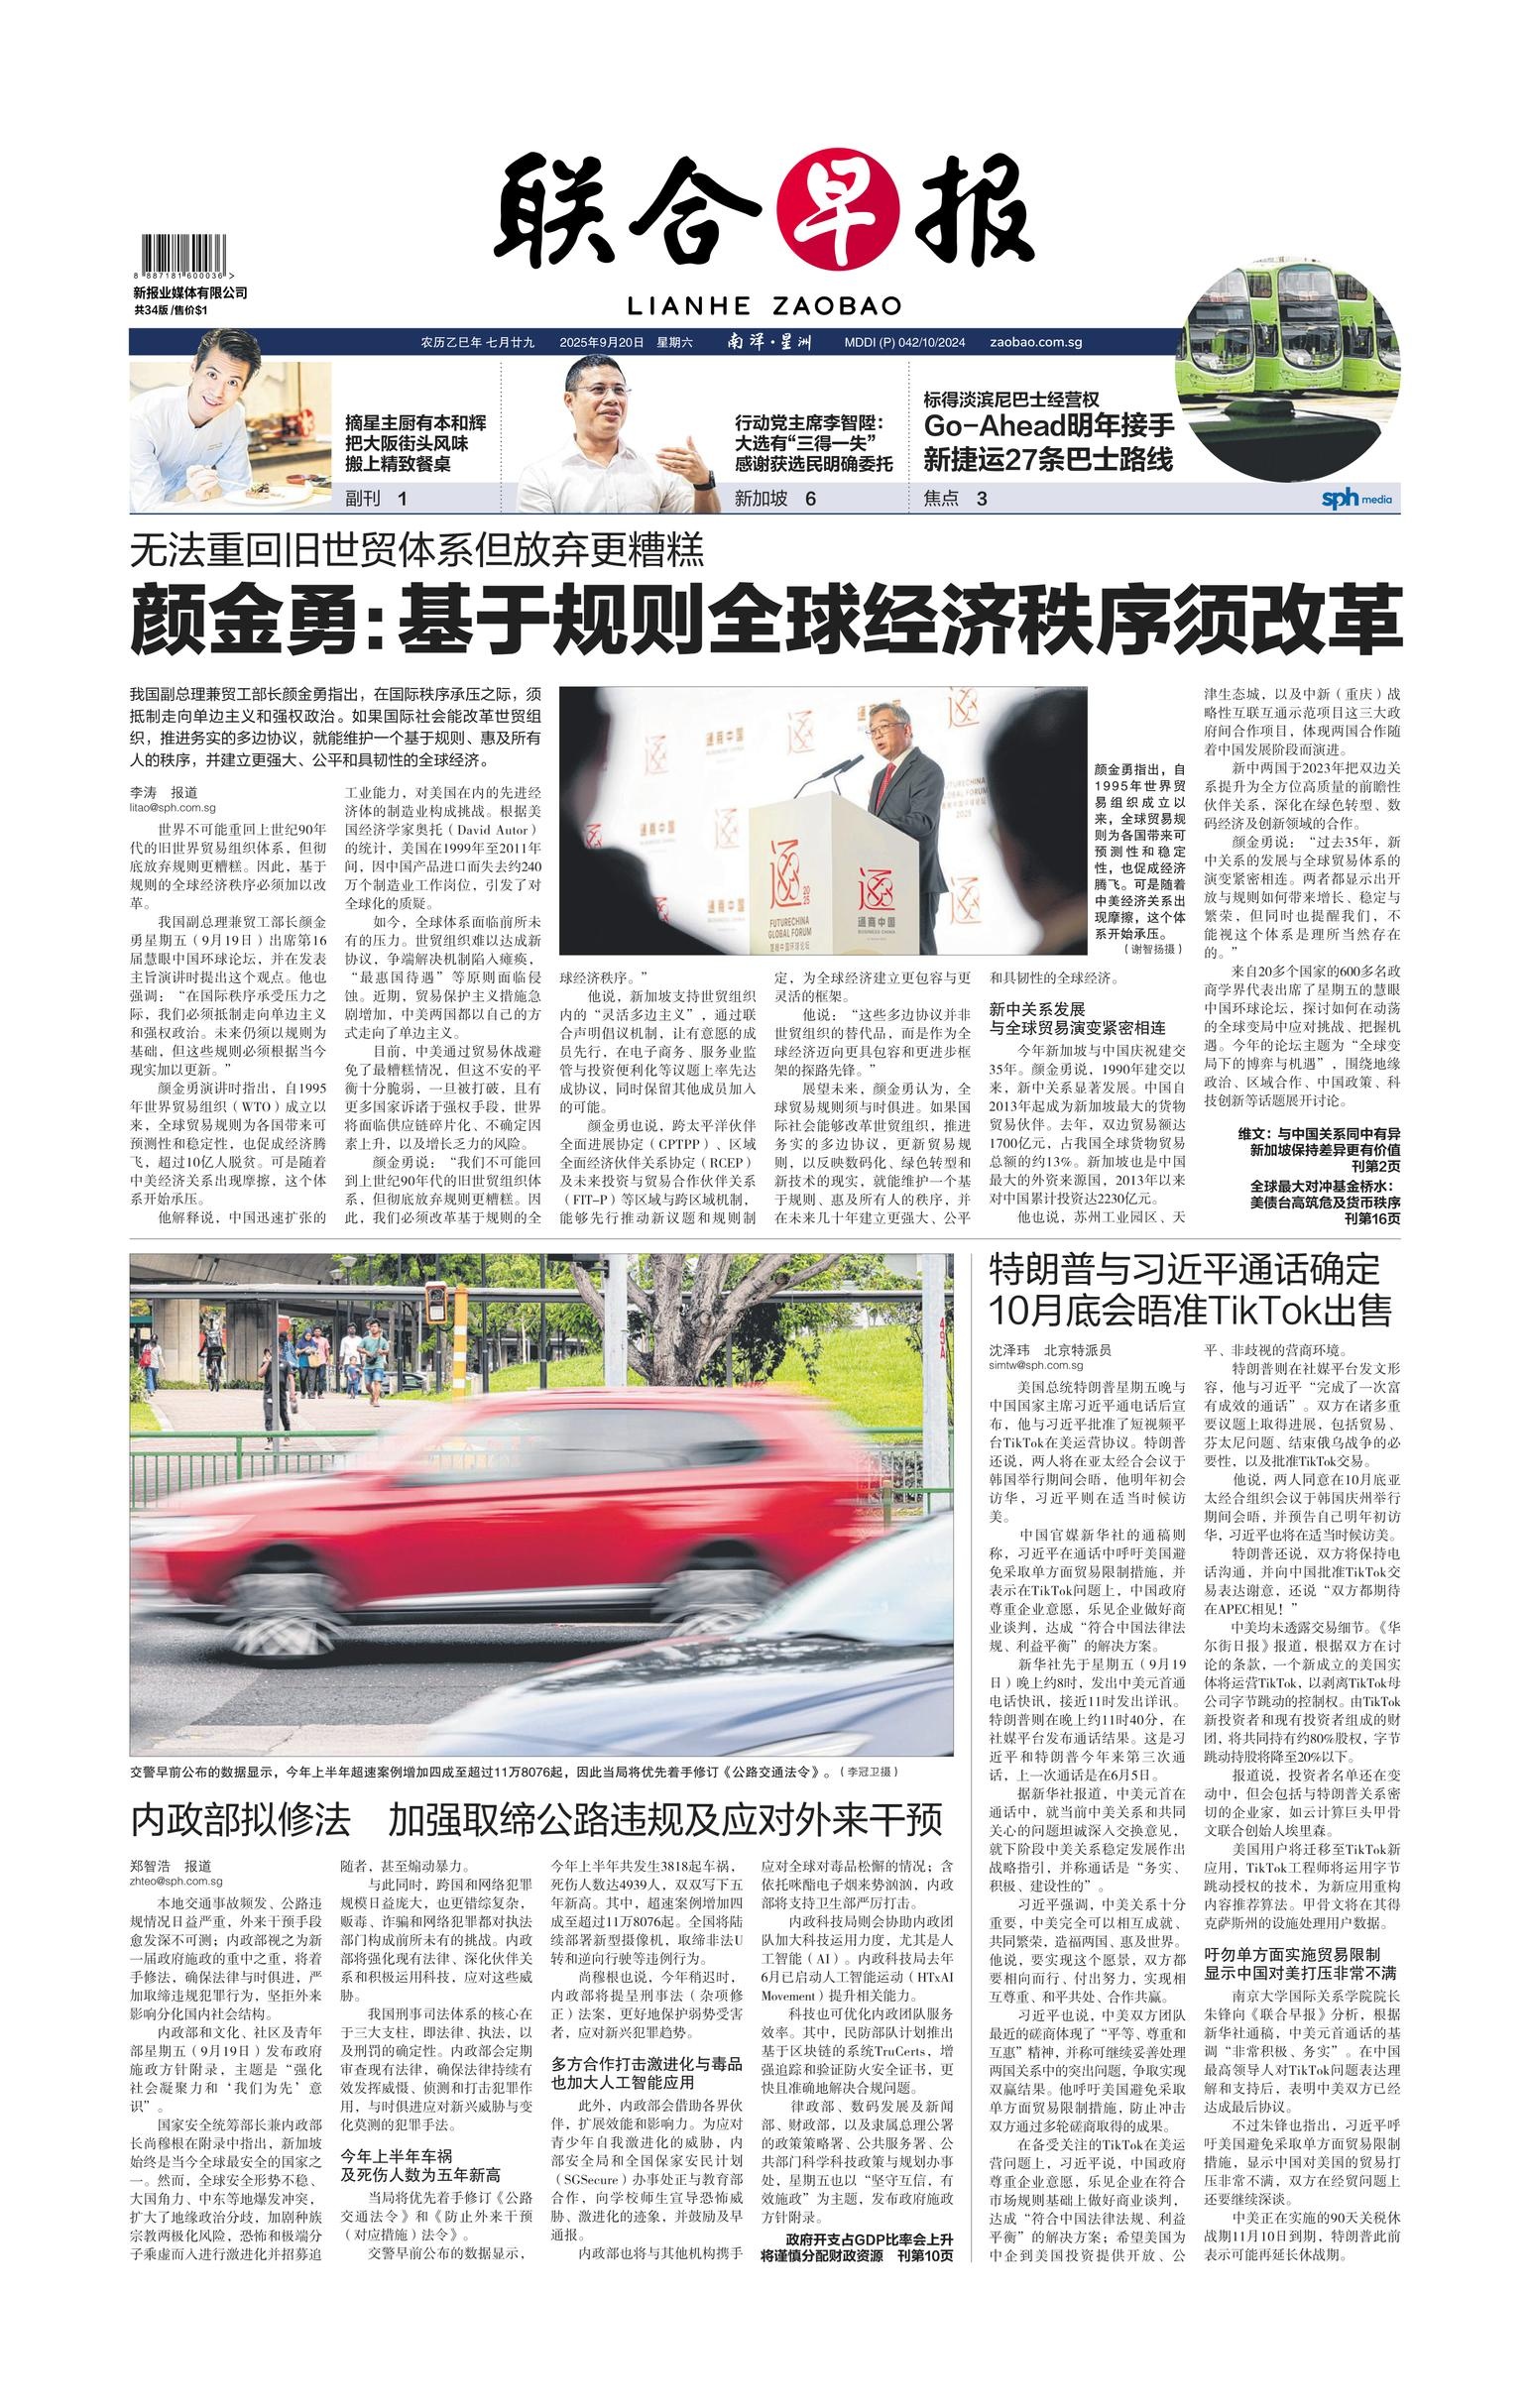 联合早报
LIANHE ZAOBAO
8 887181 600036 >
新报业媒体有限公司
共34版 /售价$1
农历乙巳年 七月廿九 2025年9月20日 星期六 南洋·星洲 MDDI (P) 042/10/2024 zaobao.com.sg
摘星主厨有本和辉
把大阪街头风味
搬上精致餐桌
副刊 1
行动党主席李智陞：
大选有“三得一失”
感谢获选民明确委托
新加坡 6
标得淡滨尼巴士经营权
Go-Ahead明年接手
新捷运27条巴士路线
焦点 3
sph media
无法重回旧世贸体系但放弃更糟糕
颜金勇：基于规则全球经济秩序须改革
我国副总理兼贸工部长颜金勇指出，在国际秩序承压之际，须
抵制走向单边主义和强权政治。如果国际社会能改革世贸组
织，推进务实的多边协议，就能维护一个基于规则、惠及所有
人的秩序，并建立更强大、公平和具韧性的全球经济。
李涛 报道
litao@sph.com.sg
世界不可能重回上世纪90年
代的旧世界贸易组织体系，但彻
底放弃规则更糟糕。因此，基于
规则的全球经济秩序必须加以改
革。
我国副总理兼贸工部长颜金
勇星期五（9月19日）出席第16
届慧眼中国环球论坛，并在发表
主旨演讲时提出这个观点。他也
强调：“在国际秩序承受压力之
际，我们必须抵制走向单边主义
和强权政治。未来仍须以规则为
基础，但这些规则必须根据当今
现实加以更新。”
颜金勇演讲时指出，自1995
年世界贸易组织（WTO）成立以
来，全球贸易规则为各国带来可
预测性和稳定性，也促成经济腾
飞，超过10亿人脱贫。可是随着
中美经济关系出现摩擦，这个体
系开始承压。
他解释说，中国迅速扩张的
工业能力，对美国在内的先进经
济体的制造业构成挑战。根据美
国经济学家奥托（David Autor）
的统计，美国在1999年至2011年
间，因中国产品进口而失去约240
万个制造业工作岗位，引发了对
全球化的质疑。
如今，全球体系面临前所未
有的压力。世贸组织难以达成新
协议，争端解决机制陷入瘫痪，
“最惠国待遇”等原则面临侵
蚀。近期，贸易保护主义措施急
剧增加，中美两国都以自己的方
式走向了单边主义。
目前，中美通过贸易休战避
免了最糟糕情况，但这不安的平
衡十分脆弱，一旦被打破，且有
更多国家诉诸于强权手段，世界
将面临供应链碎片化、不确定因
素上升，以及增长乏力的风险。
颜金勇说：“我们不可能回
到上世纪90年代的旧世贸组织体
系，但彻底放弃规则更糟糕。因
此，我们必须改革基于规则的全
通商中国
FUTURECHINA
GLOBAL FORUM
2025
慧眼中国环球论坛
通商中国
BUSINESS CHINA
颜金勇指出，自
1995年世界贸
易组织成立以
来，全球贸易规
则为各国带来可
预测性和稳定
性，也促成经济
腾飞。可是随着
中美经济关系出
现摩擦，这个体
系开始承压。
（谢智扬摄）
球经济秩序。”
他说，新加坡支持世贸组织
内的“灵活多边主义”，通过联
合声明倡议机制，让有意愿的成
员先行，在电子商务、服务业监
管与投资便利化等议题上率先达
成协议，同时保留其他成员加入
的可能。
颜金勇也说，跨太平洋伙伴
全面进展协定（CPTPP）、区域
全面经济伙伴关系协定（RCEP）
及未来投资与贸易合作伙伴关系
（FIT-P）等区域与跨区域机制，
能够先行推动新议题和规则制
定，为全球经济建立更包容与更
灵活的框架。
他说：“这些多边协议并非
世贸组织的替代品，而是作为全
球经济迈向更具包容和更进步框
架的探路先锋。”
展望未来，颜金勇认为，全
球贸易规则须与时俱进。如果国
际社会能够改革世贸组织，推进
务实的多边协议，更新贸易规
则，以反映数码化、绿色转型和
新技术的现实，就能维护一个基
于规则、惠及所有人的秩序，并
在未来几十年建立更强大、公平
和具韧性的全球经济。
新中关系发展
与全球贸易演变紧密相连
今年新加坡与中国庆祝建交
35年。颜金勇说，1990年建交以
来，新中关系显著发展。中国自
2013年起成为新加坡最大的货物
贸易伙伴。去年，双边贸易额达
1700亿元，占我国全球货物贸易
总额的约13%。新加坡也是中国
最大的外资来源国，2013年以来
对中国累计投资达2230亿元。
他也说，苏州工业园区、天
津生态城，以及中新（重庆）战
略性互联互通示范项目这三大政
府间合作项目，体现两国合作随
着中国发展阶段而演进。
新中两国于2023年把双边关
系提升为全方位高质量的前瞻性
伙伴关系，深化在绿色转型、数
码经济及创新领域的合作。
颜金勇说：“过去35年，新
中关系的发展与全球贸易体系的
演变紧密相连。两者都显示出开
放与规则如何带来增长、稳定与
繁荣，但同时也提醒我们，不
能视这个体系是理所当然存在
的。”
来自20多个国家的600多名政
商学界代表出席了星期五的慧眼
中国环球论坛，探讨如何在动荡
的全球变局中应对挑战、把握机
遇。今年的论坛主题为“全球变
局下的博弈与机遇”，围绕地缘
政治、区域合作、中国政策、科
技创新等话题展开讨论。
维文：与中国关系同中有异
新加坡保持差异更有价值
刊第2页
全球最大对冲基金桥水：
美债台高筑危及货币秩序
刊第16页
49A
交警早前公布的数据显示，今年上半年超速案例增加四成至超过11万8076起，因此当局将优先着手修订《公路交通法令》。（李冠卫摄）
内政部拟修法 加强取缔公路违规及应对外来干预
郑智浩 报道
zhteo@sph.com.sg
本地交通事故频发、公路违
规情况日益严重，外来干预手段
愈发深不可测；内政部视之为新
一届政府施政的重中之重，将着
手修法，确保法律与时俱进，严
加取缔违规犯罪行为，坚拒外来
影响分化国内社会结构。
内政部和文化、社区及青年
部星期五（9月19日）发布政府
施政方针附录，主题是“强化
社会凝聚力和‘我们为先’意
识”。
国家安全统筹部长兼内政部
长尚穆根在附录中指出，新加坡
始终是当今全球最安全的国家之
一。然而，全球安全形势不稳、
大国角力、中东等地爆发冲突，
扩大了地缘政治分歧，加剧种族
宗教两极化风险，恐怖和极端分
子乘虚而入进行激进化并招募追
随者，甚至煽动暴力。
与此同时，跨国和网络犯罪
规模日益庞大，也更错综复杂，
贩毒、诈骗和网络犯罪都对执法
部门构成前所未有的挑战。内政
部将强化现有法律、深化伙伴关
系和积极运用科技，应对这些威
胁。
我国刑事司法体系的核心在
于三大支柱，即法律、执法，以
及刑罚的确定性。内政部会定期
审查现有法律，确保法律持续有
效发挥威慑、侦测和打击犯罪作
用，与时俱进应对新兴威胁与变
化莫测的犯罪手法。
今年上半年车祸
及死伤人数为五年新高
当局将优先着手修订《公路
交通法令》和《防止外来干预
（对应措施）法令》。
交警早前公布的数据显示，
今年上半年共发生3818起车祸，
死伤人数达4939人，双双写下五
年新高。其中，超速案例增加四
成至超过11万8076起。全国将陆
续部署新型摄像机，取缔非法U
转和逆向行驶等违例行为。
尚穆根也说，今年稍迟时，
内政部将提呈刑事法（杂项修
正）法案，更好地保护弱势受害
者，应对新兴犯罪趋势。
多方合作打击激进化与毒品
也加大人工智能应用
此外，内政部会借助各界伙
伴，扩展效能和影响力。为应对
青少年自我激进化的威胁，内
部安全局和全国保家安民计划
（SGSecure）办事处正与教育部
合作，向学校师生宣导恐怖威
胁、激进化的迹象，并鼓励及早
通报。
内政部也将与其他机构携手
应对全球对毒品松懈的情况；含
依托咪酯电子烟来势汹汹，内政
部将支持卫生部严厉打击。
内政科技局则会协助内政团
队加大科技运用力度，尤其是人
工智能（AI）。内政科技局去年
6月已启动人工智能运动（HTxAI
Movement）提升相关能力。
科技也可优化内政团队服务
效率。其中，民防部队计划推出
基于区块链的系统TruCerts，增
强追踪和验证防火安全证书，更
快且准确地解决合规问题。
律政部、数码发展及新闻
部、财政部，以及隶属总理公署
的政策策略署、公共服务署、公
共部门科学科技政策与规划办事
处，星期五也以“坚守互信，有
效施政”为主题，发布政府施政
方针附录。
政府开支占GDP比率会上升
将谨慎分配财政资源 刊第10页
特朗普与习近平通话确定
10月底会晤准TikTok出售
沈泽玮 北京特派员
simtw@sph.com.sg
美国总统特朗普星期五晚与
中国国家主席习近平通电话后宣
布，他与习近平批准了短视频平
台TikTok在美运营协议。特朗普
还说，两人将在亚太经合会议于
韩国举行期间会晤，他明年初会
访华，习近平则在适当时候访
美。
中国官媒新华社的通稿则
称，习近平在通话中呼吁美国避
免采取单方面贸易限制措施，并
表示在TikTok问题上，中国政府
尊重企业意愿，乐见企业做好商
业谈判，达成“符合中国法律法
规、利益平衡”的解决方案。
新华社先于星期五（9月19
日）晚上约8时，发出中美元首通
电话快讯，接近11时发出详讯。
特朗普则在晚上约11时40分，在
社媒平台发布通话结果。这是习
近平和特朗普今年来第三次通
话，上一次通话是在6月5日。
据新华社报道，中美元首在
通话中，就当前中美关系和共同
关心的问题坦诚深入交换意见，
就下阶段中美关系稳定发展作出
战略指引，并称通话是“务实、
积极、建设性的”。
习近平强调，中美关系十分
重要，中美完全可以相互成就、
共同繁荣，造福两国、惠及世界。
他说，要实现这个愿景，双方都
要相向而行、付出努力，实现相
互尊重、和平共处、合作共赢。
习近平也说，中美双方团队
最近的磋商体现了“平等、尊重和
互惠”精神，并称可继续妥善处理
两国关系中的突出问题，争取实现
双赢结果。他呼吁美国避免采取
单方面贸易限制措施，防止冲击
双方通过多轮磋商取得的成果。
在备受关注的TikTok在美运
营问题上，习近平说，中国政府
尊重企业意愿，乐见企业在符合
市场规则基础上做好商业谈判，
达成“符合中国法律法规、利益
平衡”的解决方案；希望美国为
中企到美国投资提供开放、公
平、非歧视的营商环境。
特朗普则在社媒平台发文形
容，他与习近平“完成了一次富
有成效的通话”。双方在诸多重
要议题上取得进展，包括贸易、
芬太尼问题、结束俄乌战争的必
要性，以及批准TikTok交易。
他说，两人同意在10月底亚
太经合组织会议于韩国庆州举行
期间会晤，并预告自己明年初访
华，习近平也将在适当时候访美。
特朗普还说，双方将保持电
话沟通，并向中国批准TikTok交
易表达谢意，还说“双方都期待
在APEC相见！”
中美均未透露交易细节。《华
尔街日报》报道，根据双方在讨
论的条款，一个新成立的美国实
体将运营TikTok，以剥离TikTok母
公司字节跳动的控制权。由TikTok
新投资者和现有投资者组成的财
团，将共同持有约80%股权，字节
跳动持股将降至20%以下。
报道说，投资者名单还在变
动中，但会包括与特朗普关系密
切的企业家，如云计算巨头甲骨
文联合创始人埃里森。
美国用户将迁移至TikTok新
应用，TikTok工程师将运用字节
跳动授权的技术，为新应用重构
内容推荐算法。甲骨文将在其得
克萨斯州的设施处理用户数据。
吁勿单方面实施贸易限制
显示中国对美打压非常不满
南京大学国际关系学院院长
朱锋向《联合早报》分析，根据
新华社通稿，中美元首通话的基
调“非常积极、务实”。在中国
最高领导人对TikTok问题表达理
解和支持后，表明中美双方已经
达成最后协议。
不过朱锋也指出，习近平呼
吁美国避免采取单方面贸易限制
措施，显示中国对美国的贸易打
压非常不满，双方在经贸问题上
还要继续深谈。
中美正在实施的90天关税休
战期11月10日到期，特朗普此前
表示可能再延长休战期。